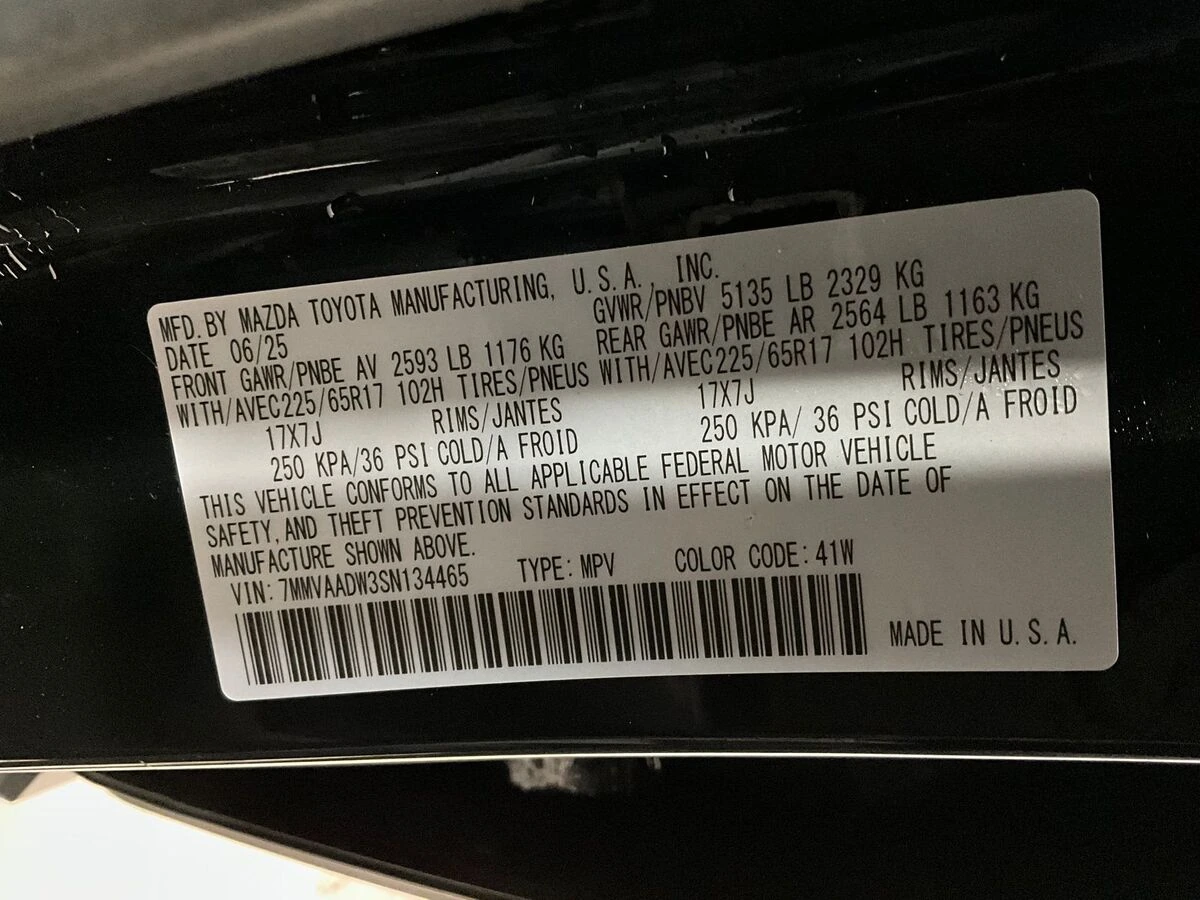 MFD. BY MAZDA TOYOTA MANUFACTURING, U.S.A., INC.
DATE 06/25 GVWR/PNBV 5135 LB 2329 KG
FRONT GAWR/PNBE AV 2593 LB 1176 KG REAR GAWR/PNBE AR 2564 LB 1163 KG
WITH/AVEC225/65R17 102H TIRES/PNEUS WITH/AVEC225/65R17 102H TIRES/PNEUS
17X7J RIMS/JANTES 17X7J RIMS/JANTES
250 KPA/36 PSI COLD/A FROID 250 KPA/ 36 PSI COLD/A FROID
THIS VEHICLE CONFORMS TO ALL APPLICABLE FEDERAL MOTOR VEHICLE
SAFETY, AND THEFT PREVENTION STANDARDS IN EFFECT ON THE DATE OF
MANUFACTURE SHOWN ABOVE.
VIN: 7MMVAADW3SN134465 TYPE: MPV COLOR CODE: 41W
MADE IN U.S.A.